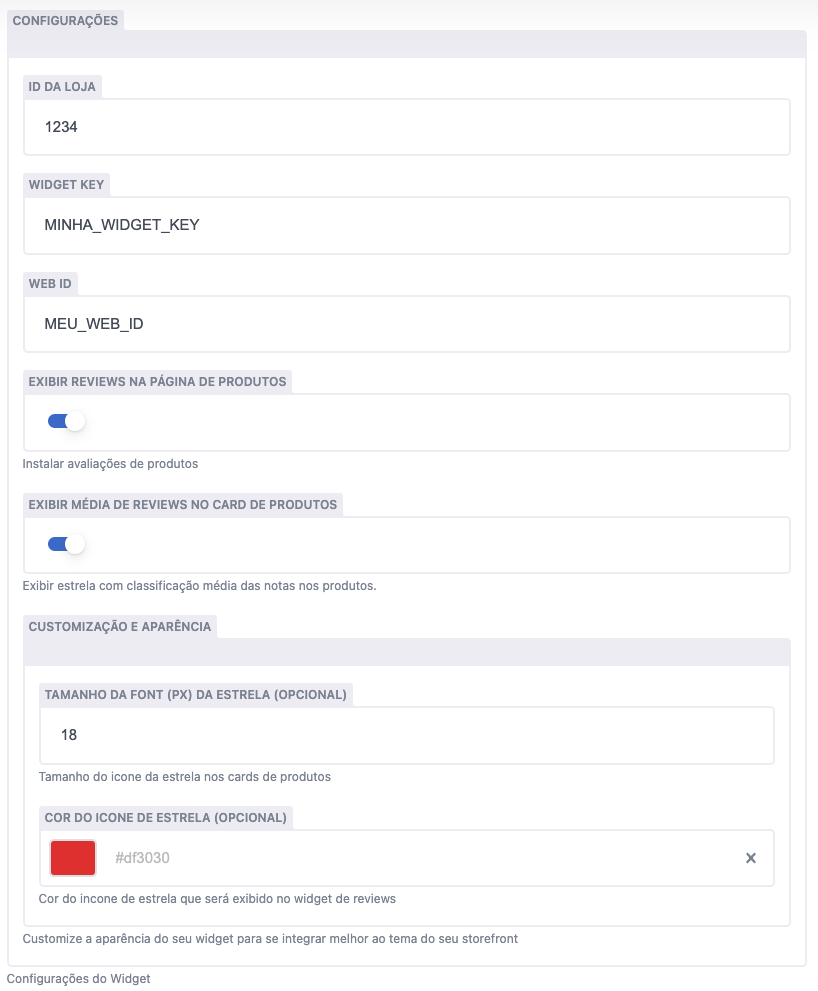 CONFIGURAÇÕES
ID DA LOJA
1234
WIDGET KEY
MINHA_WIDGET_KEY
WEB ID
MEU_WEB_ID
EXIBIR REVIEWS NA PÁGINA DE PRODUTOS
Instalar avaliações de produtos
EXIBIR MÉDIA DE REVIEWS NO CARD DE PRODUTOS
Exibir estrela com classificação média das notas nos produtos.
CUSTOMIZAÇÃO E APARÊNCIA
TAMANHO DA FONT (PX) DA ESTRELA (OPCIONAL)
18
Tamanho do icone da estrela nos cards de produtos
COR DO ICONE DE ESTRELA (OPCIONAL)
#df3030
Cor do incone de estrela que será exibido no widget de reviews
Customize a aparência do seu widget para se integrar melhor ao tema do seu storefront
Configurações do Widget